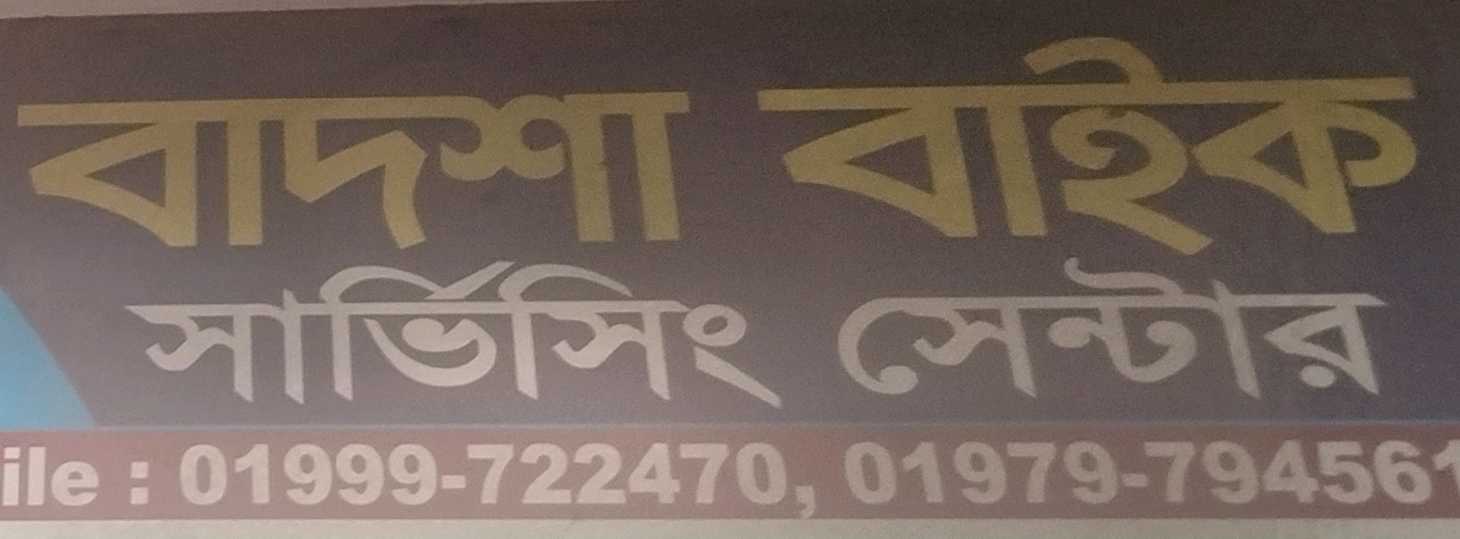 বাদশা বাইক
সার্ভিসিং সেন্টার
ile : 01999-722470, 01979-794561